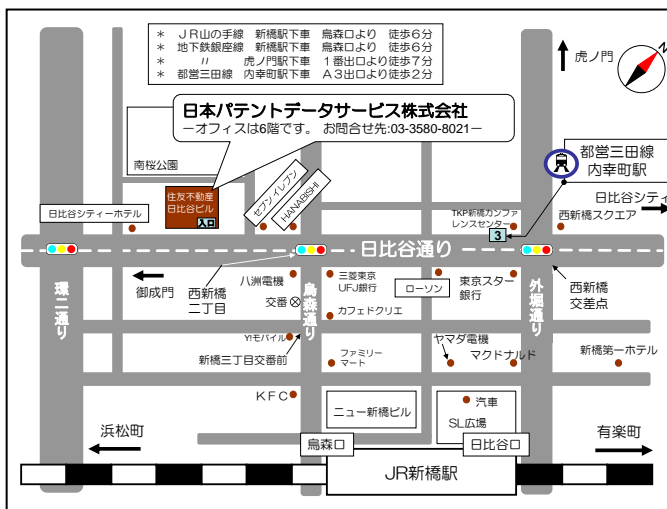 * JR山の手線 新橋駅下車 烏森口より 徒歩6分
* 地下鉄銀座線 新橋駅下車 烏森口より 徒歩6分
* 〃 虎ノ門駅下車 1番出口より徒歩7分
* 都営三田線 内幸町駅下車 A3出口より徒歩2分
虎ノ門
N
日本パテントデータサービス株式会社
－オフィスは6階です。 お問合せ先:03-3580-8021－
南桜公園
都営三田線
内幸町駅
住友不動産
日比谷ビル
入口
セブンイレブン
HANABISHI
日比谷シティ
日比谷シティーホテル
TKP新橋カンファ
レンスセンター
3
西新橋スクエア
日比谷通り
環二通り
御成門
西新橋
二丁目
八洲電機
交番
烏森通り
三菱東京
UFJ銀行
カフェドクリエ
ローソン
東京スター
銀行
外堀通り
西新橋
交差点
Y!モバイル
新橋三丁目交番前
ファミリー
マート
ヤマダ電機
マクドナルド
新橋第一ホテル
KFC
ニュー新橋ビル
汽車
SL広場
浜松町
烏森口
日比谷口
有楽町
JR新橋駅